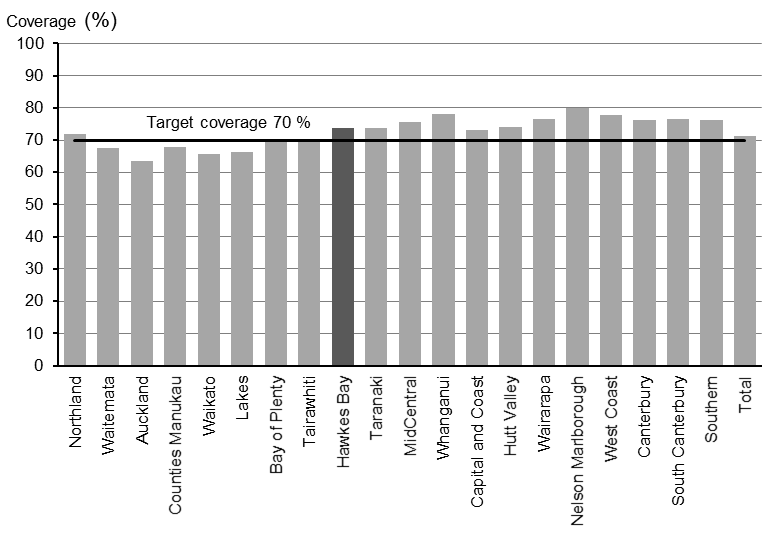 Coverage (%)
100
90
80
70
60
50
40
30
20
10
0
Target coverage 70 %
Northland
Waitemata
Auckland
Counties Manukau
Waikato
Lakes
Bay of Plenty
Tairawhiti
Hawkes Bay
Taranaki
MidCentral
Whanganui
Capital and Coast
Hutt Valley
Wairarapa
Nelson Marlborough
West Coast
Canterbury
South Canterbury
Southern
Total